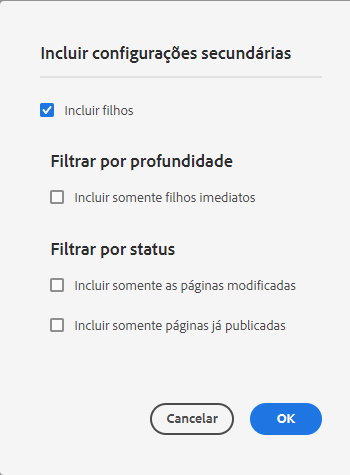 Incluir configurações secundárias
Incluir filhos
Filtrar por profundidade
Incluir somente filhos imediatos
Filtrar por status
Incluir somente as páginas modificadas
Incluir somente páginas já publicadas
Cancelar
OK